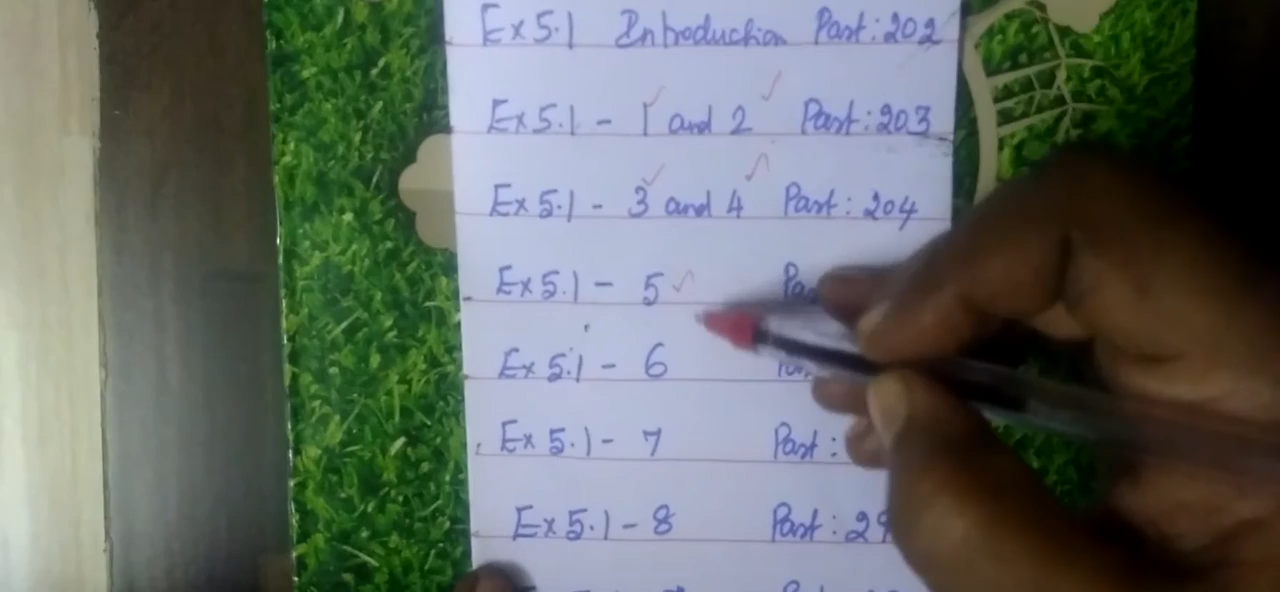 Ex 5.1 Introduction Part: 202
Ex 5.1 - 1 and 2 Part: 203
Ex 5.1 - 3 and 4 Part: 204
Ex 5.1 - 5
Ex 5.1 - 6
Ex 5.1 - 7 Part:
Ex 5.1 - 8 Part: 2